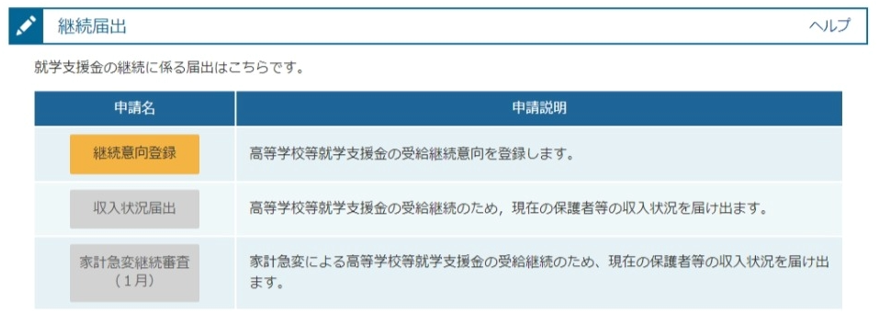 継続届出
ヘルプ
就学支援金の継続に係る届出はこちらです。
申請名
申請説明
継続意向登録
高等学校等就学支援金の受給継続意向を登録します。
収入状況届出
高等学校等就学支援金の受給継続のため，現在の保護者等の収入状況を届け出ます。
家計急変継続審査
（１月）
家計急変による高等学校等就学支援金の受給継続のため、現在の保護者等の収入状況を届け出
ます。